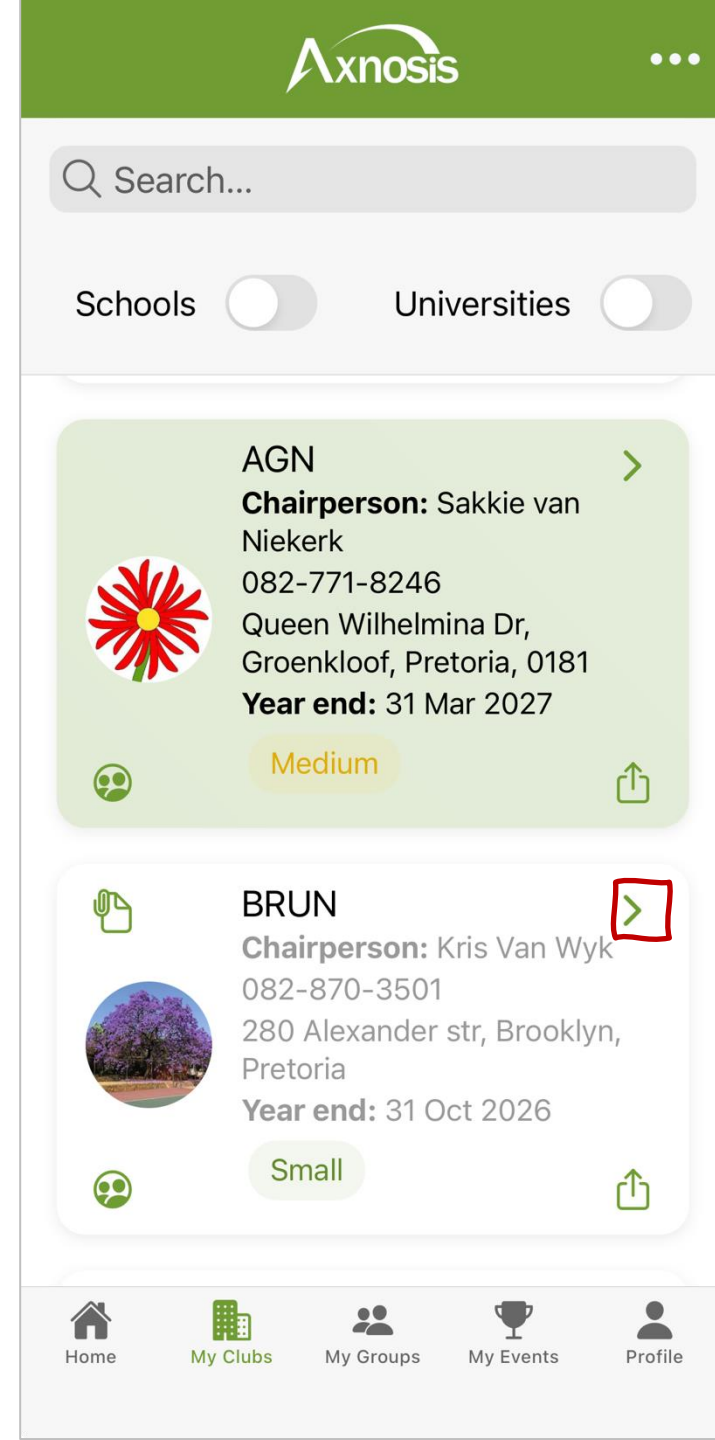 Axnosis
Search...
Schools
Universities
AGN
Chairperson: Sakkie van
Niekerk
082-771-8246
Queen Wilhelmina Dr,
Groenkloof, Pretoria, 0181
Year end: 31 Mar 2027
Medium
BRUN
Chairperson: Kris Van Wyk
082-870-3501
280 Alexander str, Brooklyn,
Pretoria
Year end: 31 Oct 2026
Small
Home
My Clubs
My Groups
My Events
Profile